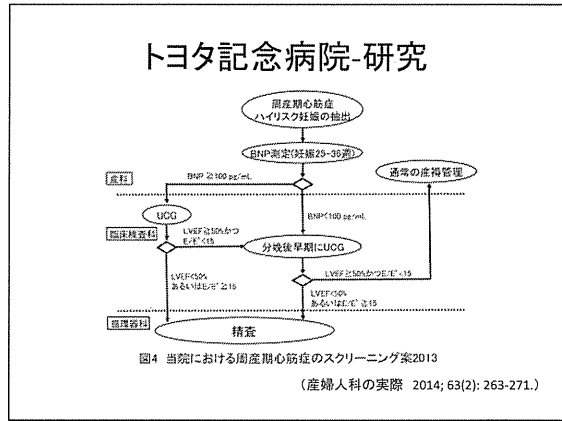 トヨタ記念病院-研究
周産期心筋症
ハイリスク妊娠の抽出
BNP測定(妊娠25-36週)
通常の産褥管理
産科
BNP ≧100 pg/mL
UCG
BNP<100 pg/mL
臨床検査科
LVEF≧50%かつ
E/E'<15
分娩後早期にUCG
LVEF≧50%かつE/E'<15
LVEF<50%
あるいはE/E'≧15
LVEF<50%
あるいはE/E'≧15
循環器科
精査
図4 当院における周産期心筋症のスクリーニング案2013
(産婦人科の実際 2014; 63(2): 263-271.)